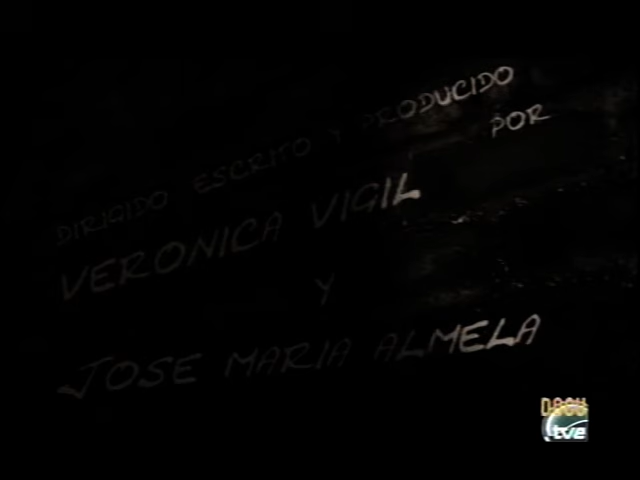 DIRIGIDO ESCRITO Y PRODUCIDO
POR
VERONICA VIGIL
Y
JOSE MARIA ALMELA
DOCU
tve